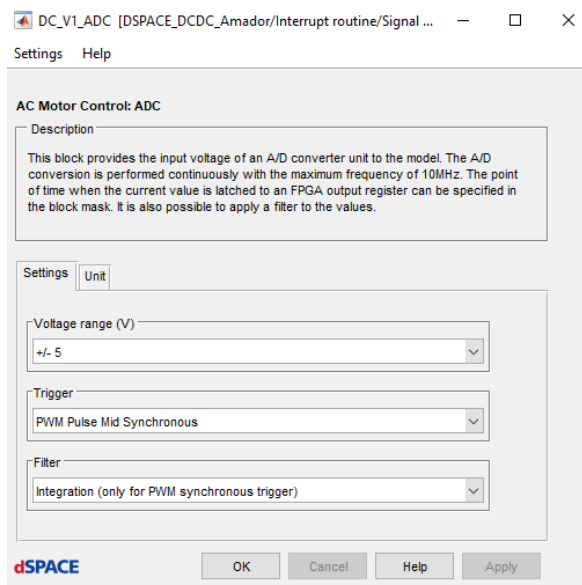 DC_V1_ADC [DSPACE_DCDC_Amador/Interrupt routine/Signal ...
Settings Help
AC Motor Control: ADC
Description
This block provides the input voltage of an A/D converter unit to the model. The A/D
conversion is performed continuously with the maximum frequency of 10MHz. The point
of time when the current value is latched to an FPGA output register can be specified in
the block mask. It is also possible to apply a filter to the values.
Settings Unit
Voltage range (V)
+/- 5
Trigger
PWM Pulse Mid Synchronous
Filter
Integration (only for PWM synchronous trigger)
dSPACE OK Cancel Help Apply